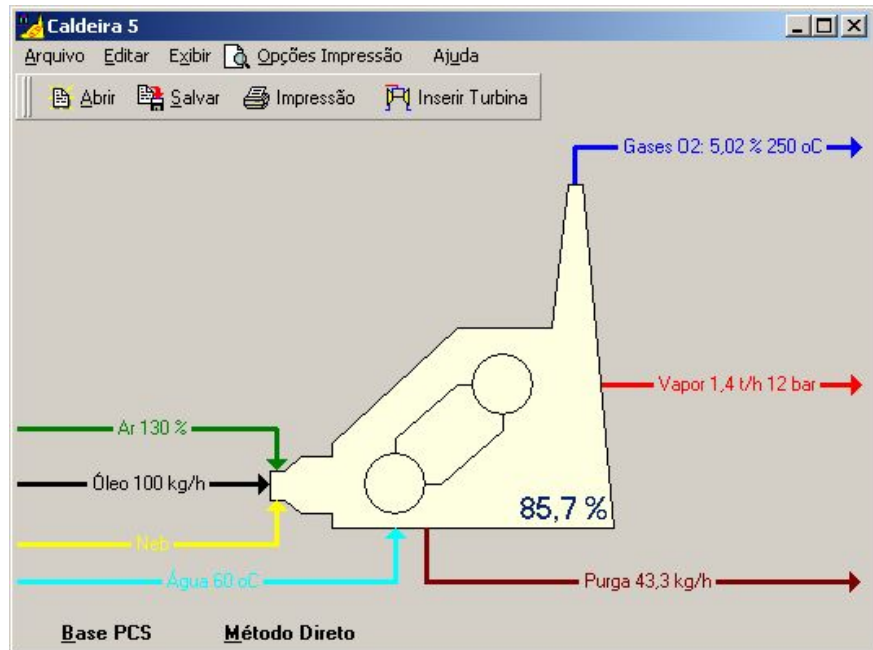 Caldeira 5
Arquivo Editar Exibir Opções Impressão Ajuda
Abrir Salvar Impressão Inserir Turbina
Gases O2: 5,02 % 250 oC
Vapor 1,4 t/h 12 bar
Ar 130 %
Óleo 100 kg/h
85,7 %
Neb
Água 60 oC
Purga 43,3 kg/h
Base PCS Método Direto